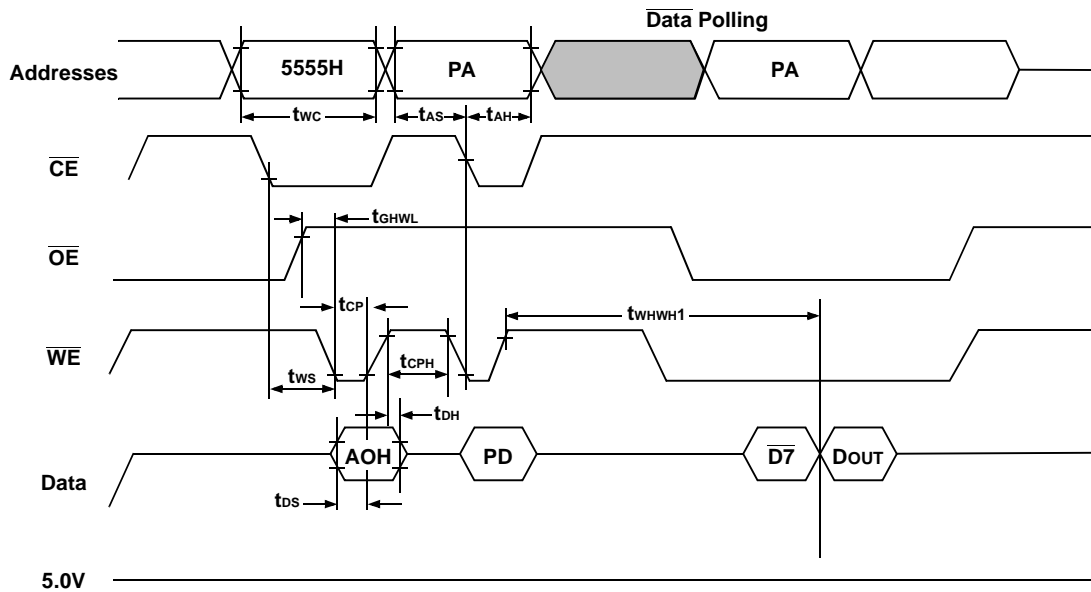 Data Polling
Addresses
5555H
PA
PA
tWC
tAS
tAH
CE
tGHWL
OE
tCP
tWHWH1
WE
tCPH
tWS
tDH
AOH
PD
D7
DOUT
Data
tDS
5.0V